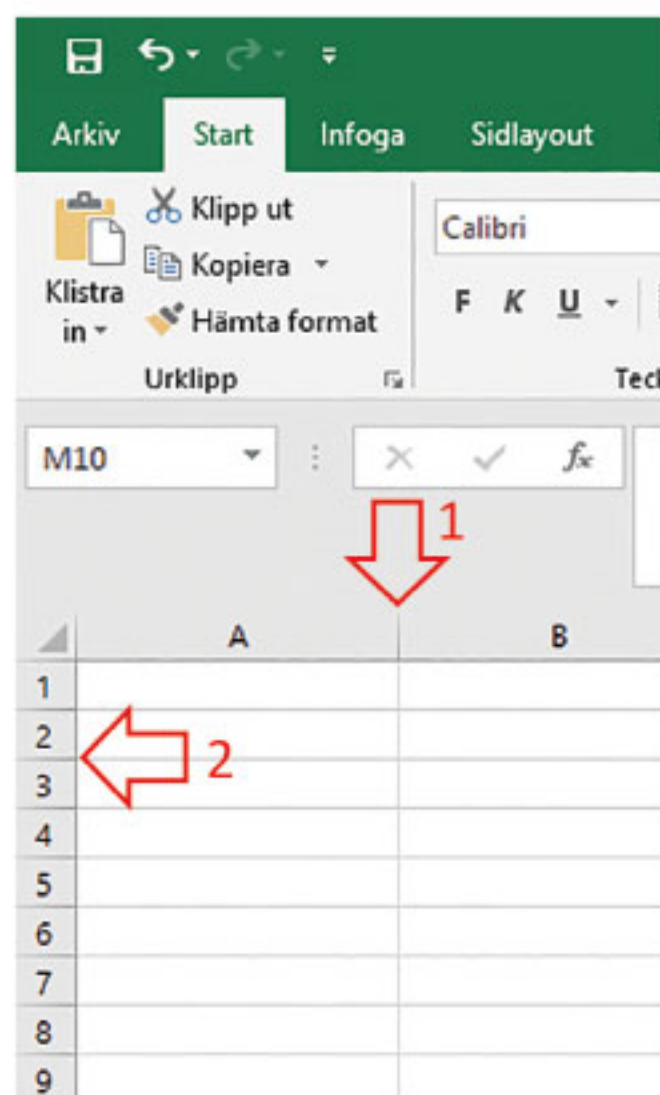 Arkiv Start Infoga Sidlayout
Klistra in
Klipp ut
Kopiera
Hämta format
Urklipp
Calibri
F K U
M10
fx
1
A B
1
2
2
3
4
5
6
7
8
9